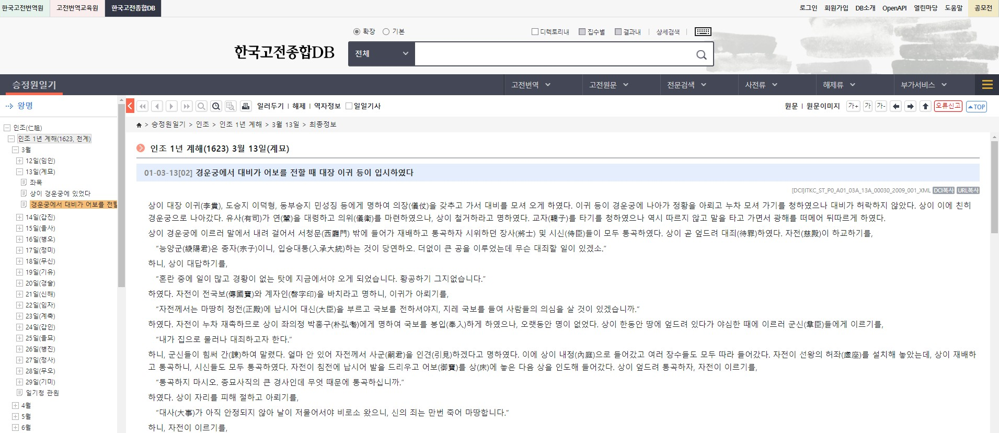 한국고전번역원 고전번역교육원 한국고전종합DB 로그인 회원가입 DB소개 OpenAPI 열린마당 도움말 공모전
확장 기본 디렉토리내 집수별 결과내 상세검색
한국고전종합DB 전체
승정원일기 고전번역 고전원문 전문검색 사전류 해제류 부가서비스
왕명
인조(仁祖)
인조 1년 계해(1623, 천계)
3월
12일(임인)
13일(계묘)
좌목
상이 경운궁에 있었다
경운궁에서 대비가 어보를 전할
14일(갑진)
15일(을사)
16일(병오)
17일(정미)
18일(무신)
19일(기유)
20일(경술)
21일(신해)
22일(임자)
23일(계축)
24일(갑인)
25일(을묘)
26일(병진)
27일(정사)
28일(무오)
29일(기미)
일기청 관원
4월
5월
6월
일러두기 | 해제 | 역자정보 일일기사 원문 | 원문이미지 가+ 가 가- 오류신고 TOP
> 승정원일기 > 인조 > 인조 1년 계해 > 3월 13일 > 최종정보
인조 1년 계해(1623) 3월 13일(계묘)
01-03-13[02] 경운궁에서 대비가 어보를 전할 때 대장 이귀 등이 입시하였다
[DCI]ITKC_ST_P0_A01_03A_13A_00030_2009_001_XML DCI복사 URL복사
상이 대장 이귀(李貴), 도승지 이덕형, 동부승지 민성징 등에게 명하여 의장(儀仗)을 갖추고 가서 대비를 모셔 오게 하였다. 이귀 등이 경운궁에 나아가 정황을 아뢰고 누차 모셔 가기를 청하였으나 대비가 허락하지 않았다. 상이 이에 친히
경운궁으로 나아갔다. 유사(有司)가 연(輦)을 대령하고 의위(儀衛)를 마련하였으나, 상이 철거하라고 명하였다. 교자(轎子)를 타기를 청하였으나 역시 따르지 않고 말을 타고 가면서 광해를 떠메어 뒤따르게 하였다.
상이 경운궁에 이르러 말에서 내려 걸어서 서청문(西廳門) 밖에 들어가 재배하고 통곡하자 시위하던 장사(將士) 및 시신(侍臣)들이 모두 통곡하였다. 상이 곧 엎드려 대죄(待罪)하였다. 자전(慈殿)이 하교하기를,
“능양군(綾陽君)은 종자(宗子)이니, 입승대통(入承大統)하는 것이 당연하오. 더없이 큰 공을 이루었는데 무슨 대죄할 일이 있겠소.”
하니, 상이 대답하기를,
“혼란 중에 일이 많고 경황이 없는 탓에 지금에서야 오게 되었습니다. 황공하기 그지없습니다.”
하였다. 자전이 전국보(傳國寶)와 계자인(啓字印)을 바치라고 명하니, 이귀가 아뢰기를,
“자전께서는 마땅히 정전(正殿)에 납시어 대신(大臣)을 부르고 국보를 전하셔야지, 지레 국보를 들여 사람들의 의심을 살 것이 있겠습니까.”
하였다. 자전이 누차 재촉하므로 상이 좌의정 박홍구(朴弘耈)에게 명하여 국보를 봉입(奉入)하게 하였으나, 오랫동안 명이 없었다. 상이 한동안 땅에 엎드려 있다가 야심한 때에 이르러 군신(羣臣)들에게 이르기를,
“내가 집으로 물러나 대죄하고자 한다.”
하니, 군신들이 힘써 간(諫)하여 말렸다. 얼마 안 있어 자전께서 사군(嗣君)을 인견(引見)하겠다고 명하였다. 이에 상이 내정(內庭)으로 들어갔고 여러 장수들도 모두 따라 들어갔다. 자전이 선왕의 허좌(虛座)를 설치해 놓았는데, 상이 재배하
고 통곡하니, 시신들도 모두 통곡하였다. 자전이 침전에 납시어 발을 드리우고 어보(御寶)를 상(床)에 놓은 다음 상을 인도해 들어갔다. 상이 엎드려 통곡하자, 자전이 이르기를,
“통곡하지 마시오. 종묘사직의 큰 경사인데 무엇 때문에 통곡하십니까.”
하였다. 상이 자리를 피해 절하고 아뢰기를,
“대사(大事)가 아직 안정되지 않아 날이 저물어서야 비로소 왔으니, 신의 죄는 만번 죽어 마땅합니다.”
하니, 자전이 이르기를,